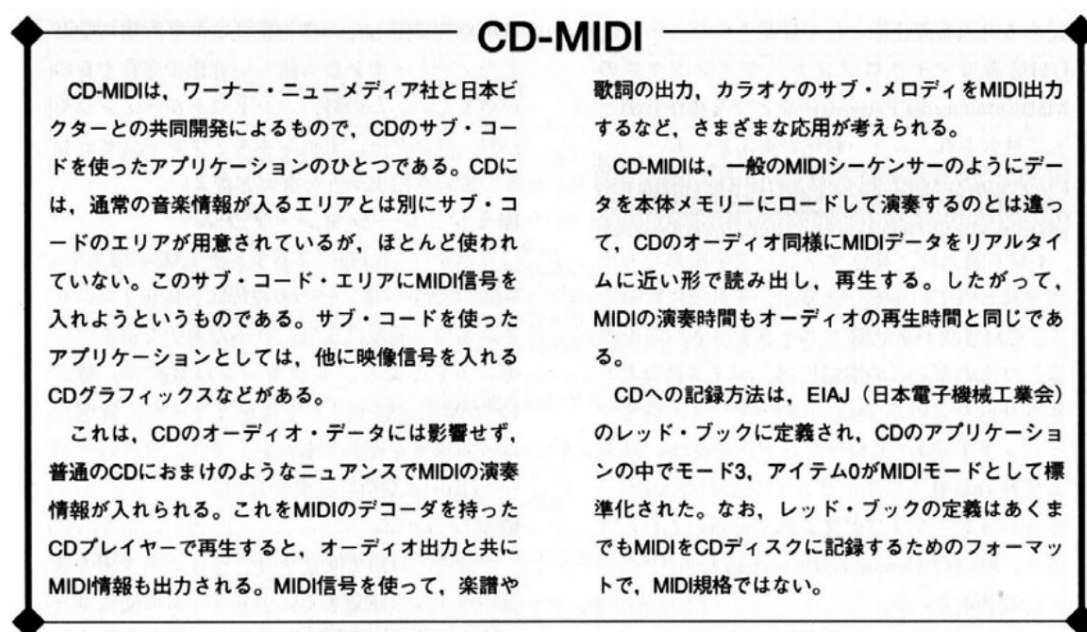 CD-MIDI
CD-MIDIは，ワーナー・ニューメディア社と日本ビ
クターとの共同開発によるもので，CDのサブ・コー
ドを使ったアプリケーションのひとつである。CDに
は，通常の音楽情報が入るエリアとは別にサブ・コ
ードのエリアが用意されているが，ほとんど使われ
ていない。このサブ・コード・エリアにMIDI信号を
入れようというものである。サブ・コードを使った
アプリケーションとしては，他に映像信号を入れる
CDグラフィックスなどがある。
これは，CDのオーディオ・データには影響せず，
普通のCDにおまけのようなニュアンスでMIDIの演奏
情報が入れられる。これをMIDIのデコーダを持った
CDプレイヤーで再生すると，オーディオ出力と共に
MIDI情報も出力される。MIDI信号を使って，楽譜や
歌詞の出力，カラオケのサブ・メロディをMIDI出力
するなど，さまざまな応用が考えられる。
CD-MIDIは，一般のMIDIシーケンサーのようにデー
タを本体メモリーにロードして演奏するのとは違っ
て，CDのオーディオ同様にMIDIデータをリアルタイ
ムに近い形で読み出し，再生する。したがって，
MIDIの演奏時間もオーディオの再生時間と同じであ
る。
CDへの記録方法は，EIAJ（日本電子機械工業会）
のレッド・ブックに定義され，CDのアプリケーショ
ンの中でモード3，アイテム0がMIDIモードとして標
準化された。なお，レッド・ブックの定義はあくま
でもMIDIをCDディスクに記録するためのフォーマッ
トで，MIDI規格ではない。